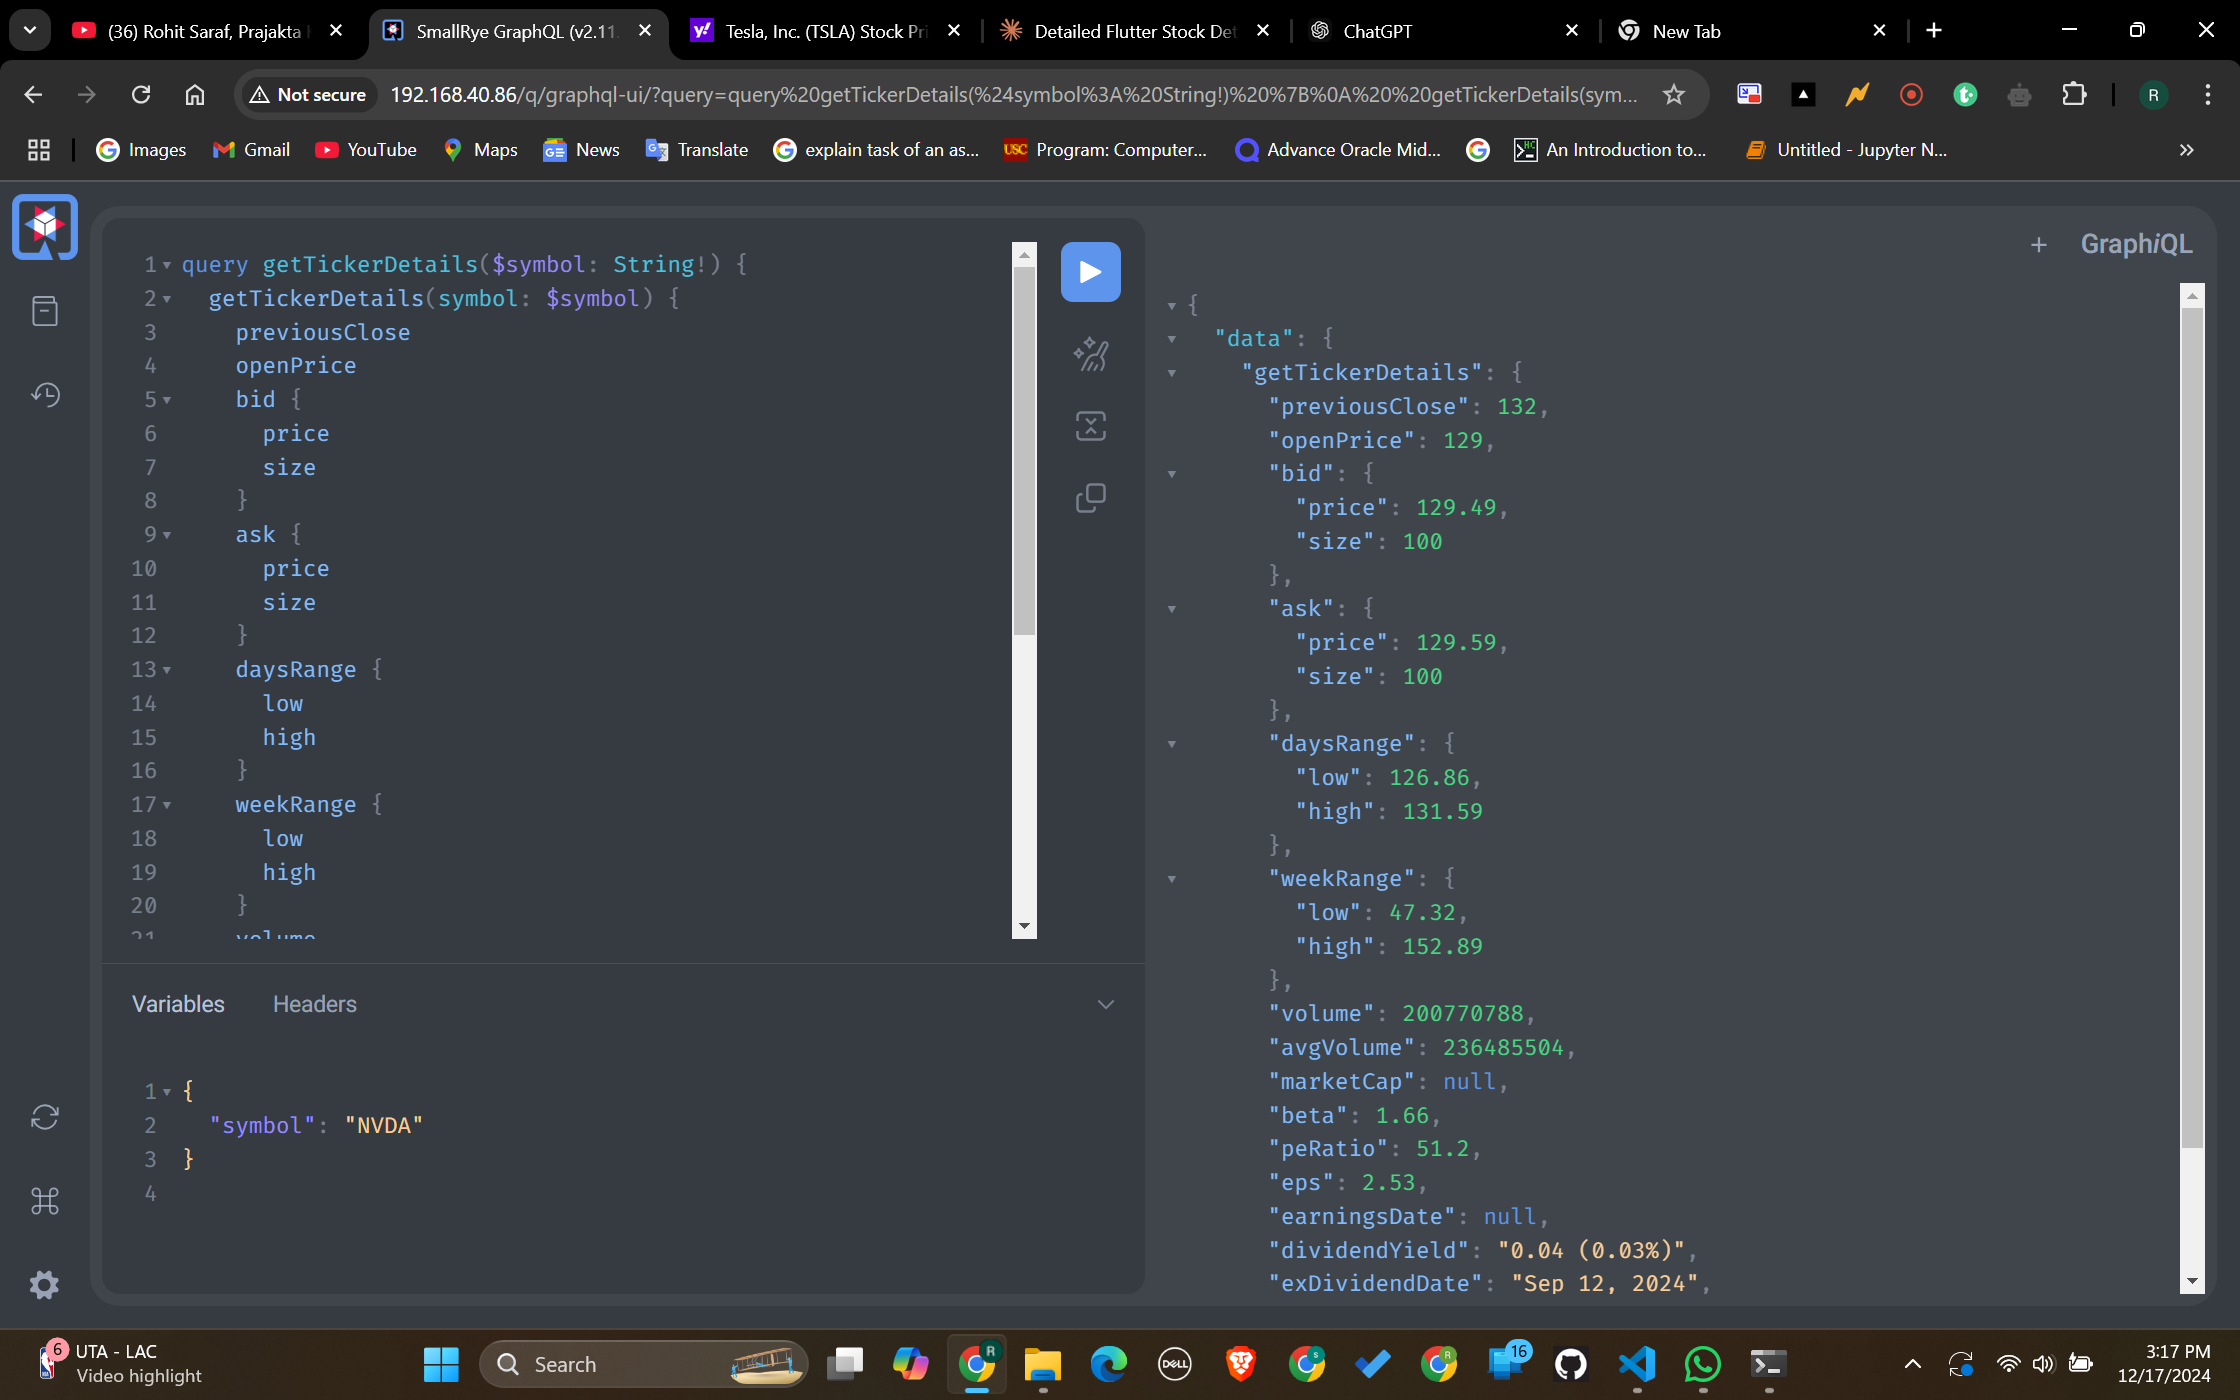 (36) Rohit Saraf, Prajakta
SmallRye GraphQL (v2.11.
Tesla, Inc. (TSLA) Stock Pri
Detailed Flutter Stock Det
ChatGPT
New Tab
Not secure
192.168.40.86/q/graphql-ui/?query=query%20getTickerDetails(%24symbol%3A%20String!)%20%7B%0A%20%20getTickerDetails(sym...
R
Images
Gmail
YouTube
Maps
News
Translate
explain task of an as...
USC Program: Computer...
Advance Oracle Mid...
An Introduction to...
Untitled - Jupyter N...
1 query getTickerDetails($symbol: String!) {
2 getTickerDetails(symbol: $symbol) {
3 previousClose
4 openPrice
5 bid {
6 price
7 size
8 }
9 ask {
10 price
11 size
12 }
13 daysRange {
14 low
15 high
16 }
17 weekRange {
18 low
19 high
20 }
21 volume
Variables Headers
1 {
2 "symbol": "NVDA"
3 }
4
+ GraphiQL
{
"data": {
"getTickerDetails": {
"previousClose": 132,
"openPrice": 129,
"bid": {
"price": 129.49,
"size": 100
},
"ask": {
"price": 129.59,
"size": 100
},
"daysRange": {
"low": 126.86,
"high": 131.59
},
"weekRange": {
"low": 47.32,
"high": 152.89
},
"volume": 200770788,
"avgVolume": 236485504,
"marketCap": null,
"beta": 1.66,
"peRatio": 51.2,
"eps": 2.53,
"earningsDate": null,
"dividendYield": "0.04 (0.03%)",
"exDividendDate": "Sep 12, 2024",
6
UTA - LAC
Video highlight
Search
R
DELL
S
R
16
3:17 PM
12/17/2024